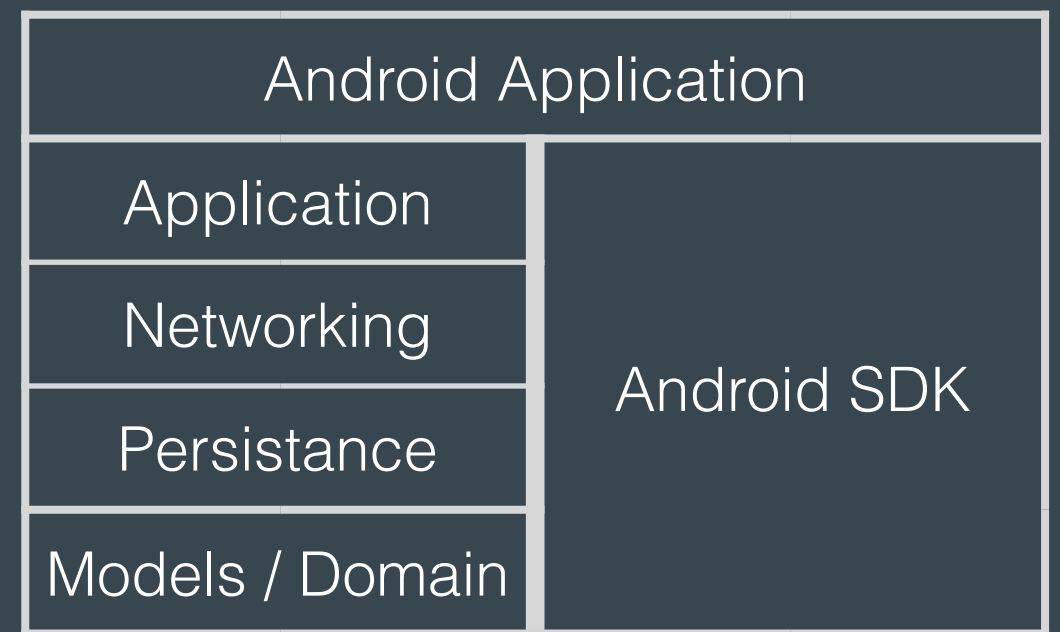 Android Application
Application
Networking
Persistance
Models / Domain
Android SDK